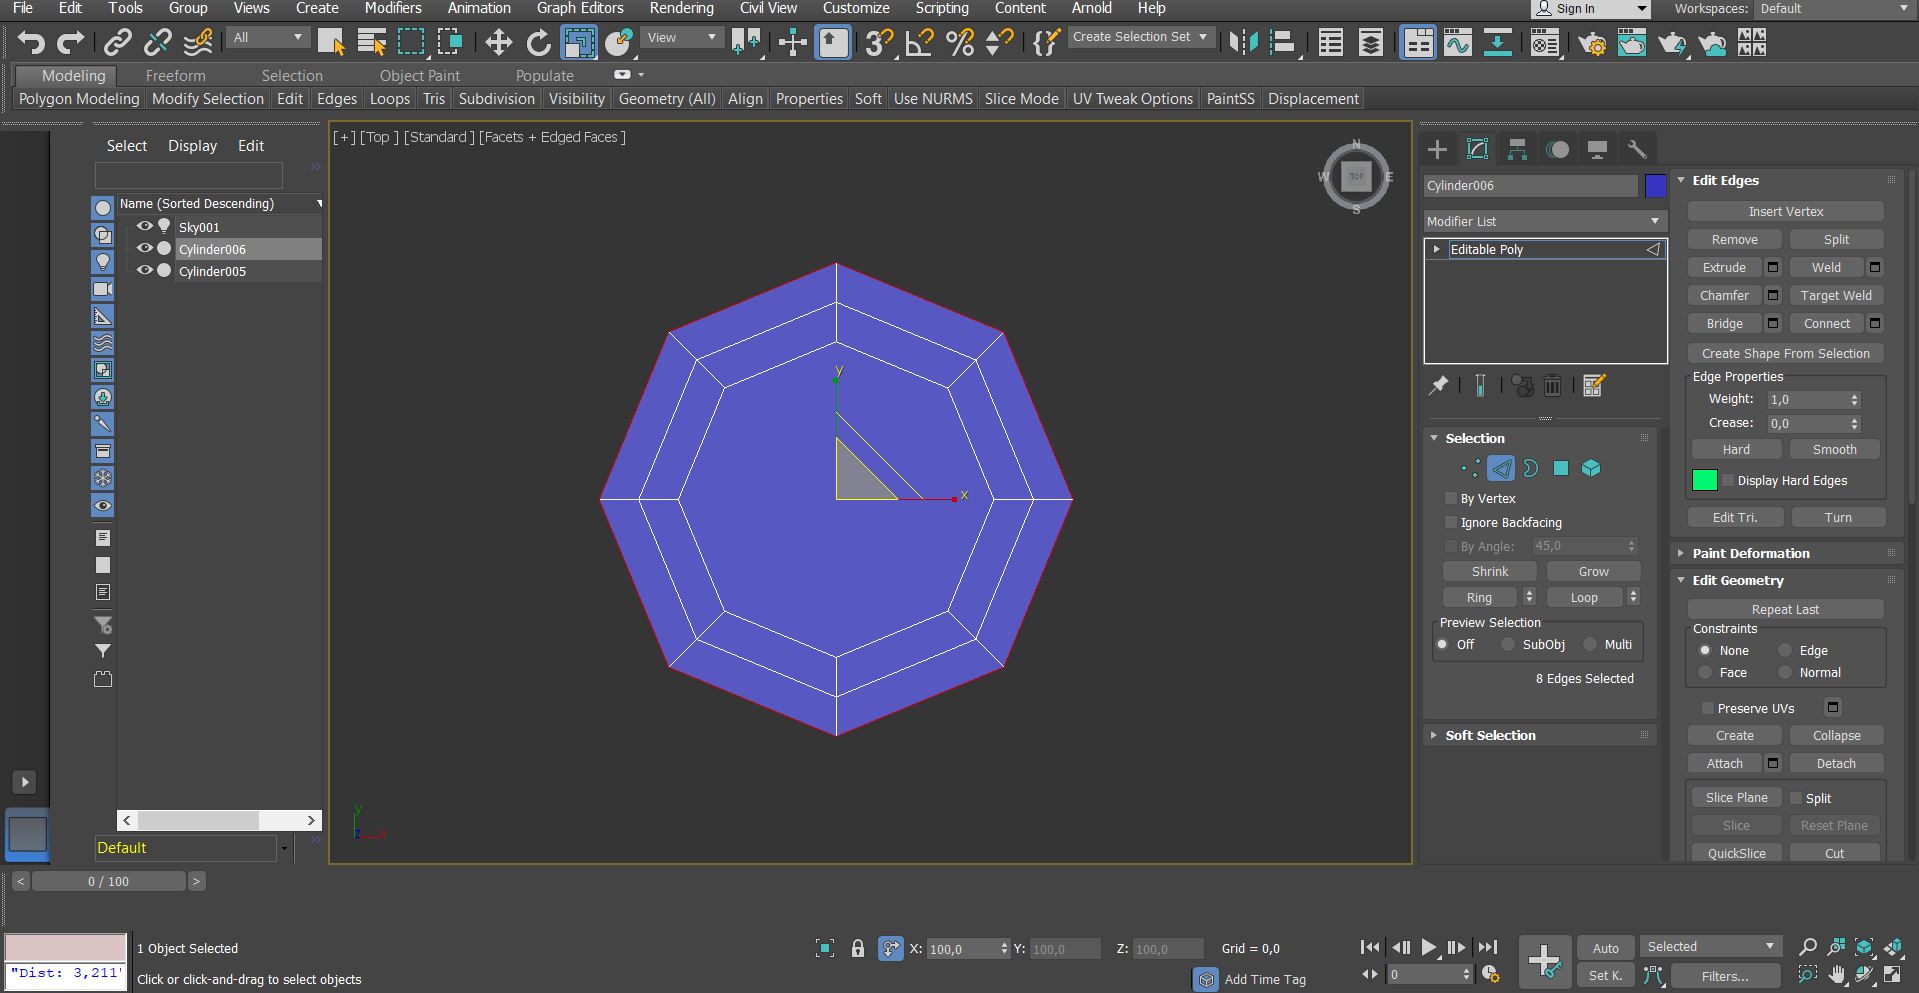 File Edit Tools Group Views Create Modifiers Animation Graph Editors Rendering Civil View Customize Scripting Content Arnold Help Sign In Workspaces: Default
All View Create Selection Set
Modeling Freeform Selection Object Paint Populate
Polygon Modeling Modify Selection Edit Edges Loops Tris Subdivision Visibility Geometry (All) Align Properties Soft Use NURMS Slice Mode UV Tweak Options PaintSS Displacement
Select Display Edit
Name (Sorted Descending)
Sky001
Cylinder006
Cylinder005
Default
[+] [Top ] [Standard ] [Facets + Edged Faces ]
N
W TOP E
S
y
x
y
z x
Cylinder006
Modifier List
Editable Poly
Selection
By Vertex
Ignore Backfacing
By Angle: 45,0
Shrink Grow
Ring Loop
Preview Selection
Off SubObj Multi
8 Edges Selected
Soft Selection
Edit Edges
Insert Vertex
Remove Split
Extrude Weld
Chamfer Target Weld
Bridge Connect
Create Shape From Selection
Edge Properties
Weight: 1,0
Crease: 0,0
Hard Smooth
Display Hard Edges
Edit Tri. Turn
Paint Deformation
Edit Geometry
Repeat Last
Constraints
None Edge
Face Normal
Preserve UVs
Create Collapse
Attach Detach
Slice Plane Split
Slice Reset Plane
QuickSlice Cut
< 0 / 100 >
"Dist: 3,211"
1 Object Selected
Click or click-and-drag to select objects
X: 100,0 Y: 100,0 Z: 100,0 Grid = 0,0
Add Time Tag
0
Auto Selected
Set K. Filters...